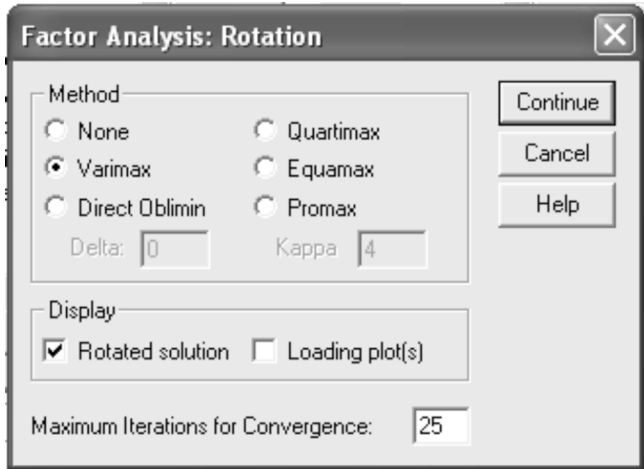 Factor Analysis: Rotation
Method
None
Quartimax
Varimax
Equamax
Direct Oblimin
Promax
Delta: 0
Kappa 4
Display
Rotated solution
Loading plot(s)
Maximum Iterations for Convergence: 25
Continue
Cancel
Help